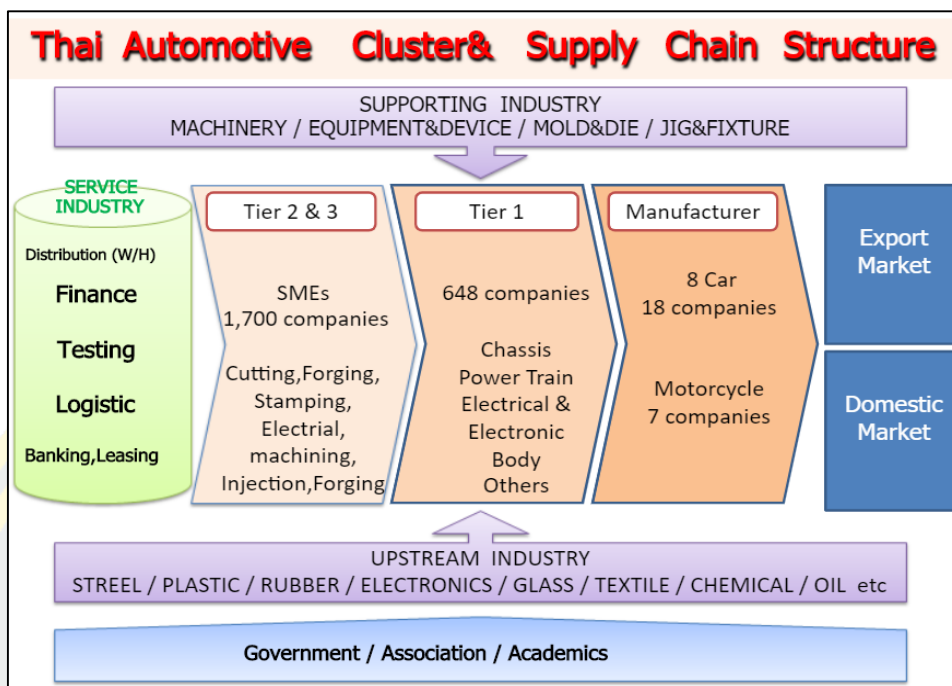 Thai Automotive Cluster& Supply Chain Structure
SUPPORTING INDUSTRY
MACHINERY / EQUIPMENT&DEVICE / MOLD&DIE / JIG&FIXTURE
SERVICE
INDUSTRY
Distribution (W/H)
Finance
Testing
Logistic
Banking,Leasing
Tier 2 & 3
SMEs
1,700 companies
Cutting,Forging,
Stamping,
Electrial,
machining,
Injection,Forging
Tier 1
648 companies
Chassis
Power Train
Electrical &
Electronic
Body
Others
Manufacturer
8 Car
18 companies
Motorcycle
7 companies
Export
Market
Domestic
Market
UPSTREAM INDUSTRY
STREEL / PLASTIC / RUBBER / ELECTRONICS / GLASS / TEXTILE / CHEMICAL / OIL etc
Government / Association / Academics